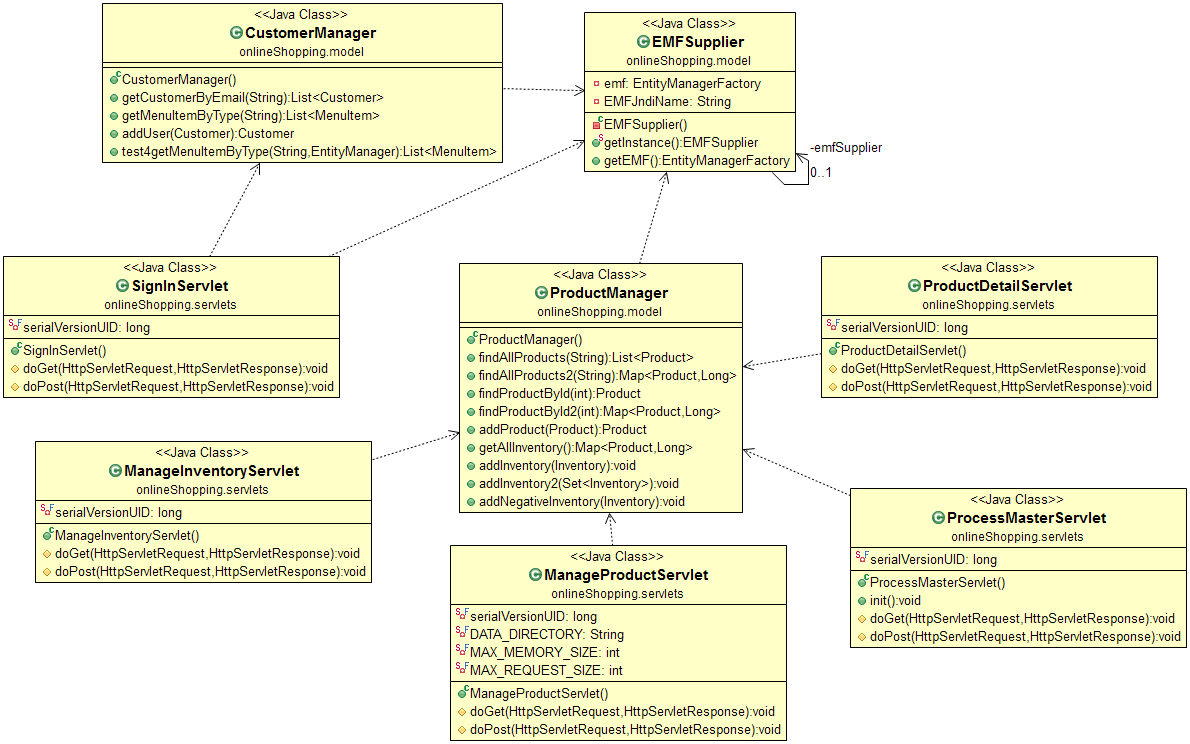 <<Java Class>>
CustomerManager
onlineShopping.model
CustomerManager()
getCustomerByEmail(String):List<Customer>
getMenuItemByType(String):List<MenuItem>
addUser(Customer):Customer
test4getMenuItemByType(String,EntityManager):List<MenuItem>
<<Java Class>>
EMFSupplier
onlineShopping.model
emf: EntityManagerFactory
EMFJndiName: String
EMFSupplier()
getInstance():EMFSupplier
getEMF():EntityManagerFactory
-emfSupplier
0..1
<<Java Class>>
SignInServlet
onlineShopping.servlets
serialVersionUID: long
SignInServlet()
doGet(HttpServletRequest,HttpServletResponse):void
doPost(HttpServletRequest,HttpServletResponse):void
<<Java Class>>
ProductManager
onlineShopping.model
ProductManager()
findAllProducts(String):List<Product>
findAllProducts2(String):Map<Product,Long>
findProductById(int):Product
findProductById2(int):Map<Product,Long>
addProduct(Product):Product
getAllInventory():Map<Product,Long>
addInventory(Inventory):void
addInventory2(Set<Inventory>):void
addNegativeInventory(Inventory):void
<<Java Class>>
ProductDetailServlet
onlineShopping.servlets
serialVersionUID: long
ProductDetailServlet()
doGet(HttpServletRequest,HttpServletResponse):void
doPost(HttpServletRequest,HttpServletResponse):void
<<Java Class>>
ManageInventoryServlet
onlineShopping.servlets
serialVersionUID: long
ManageInventoryServlet()
doGet(HttpServletRequest,HttpServletResponse):void
doPost(HttpServletRequest,HttpServletResponse):void
<<Java Class>>
ProcessMasterServlet
onlineShopping.servlets
serialVersionUID: long
ProcessMasterServlet()
init():void
doGet(HttpServletRequest,HttpServletResponse):void
doPost(HttpServletRequest,HttpServletResponse):void
<<Java Class>>
ManageProductServlet
onlineShopping.servlets
serialVersionUID: long
DATA_DIRECTORY: String
MAX_MEMORY_SIZE: int
MAX_REQUEST_SIZE: int
ManageProductServlet()
doGet(HttpServletRequest,HttpServletResponse):void
doPost(HttpServletRequest,HttpServletResponse):void